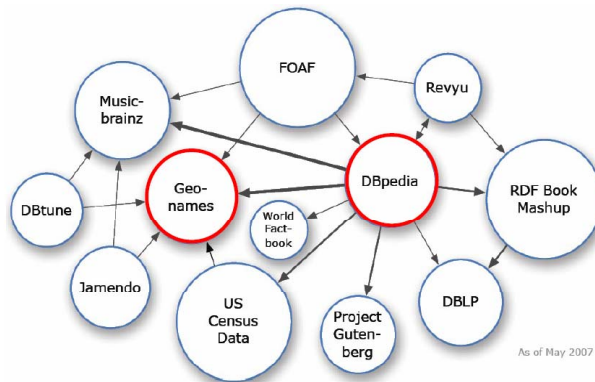 FOAF
Music-
brainz
Revyu
DBpedia
Geo-
names
RDF Book
Mashup
DBtune
World
Fact-
book
Jamendo
US
Census
Data
DBLP
Project
Guten-
berg
As of May 2007